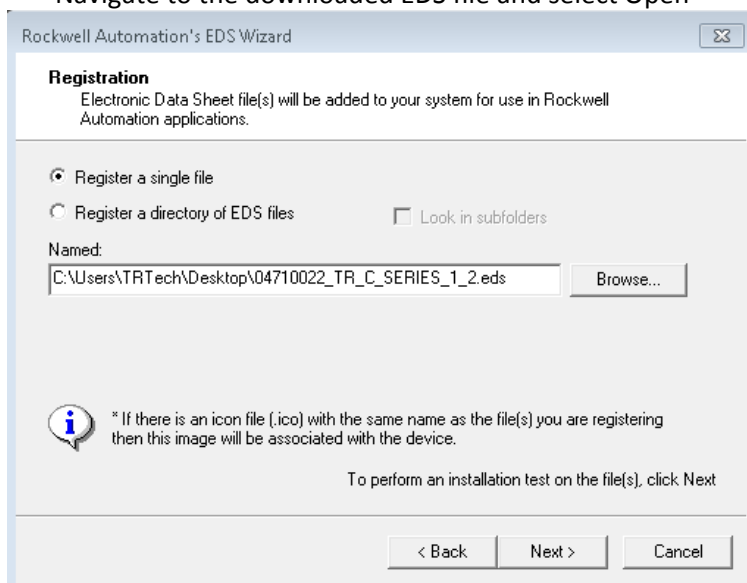 Navigate to the downloaded EDS file and select Open
Rockwell Automation's EDS Wizard
Registration
Electronic Data Sheet file(s) will be added to your system for use in Rockwell
Automation applications.
Register a single file
Register a directory of EDS files
Look in subfolders
Named:
C:\Users\TRTech\Desktop\04710022_TR_C_SERIES_1_2.eds
Browse...
* If there is an icon file (.ico) with the same name as the file(s) you are registering
then this image will be associated with the device.
To perform an installation test on the file(s), click Next
< Back
Next >
Cancel